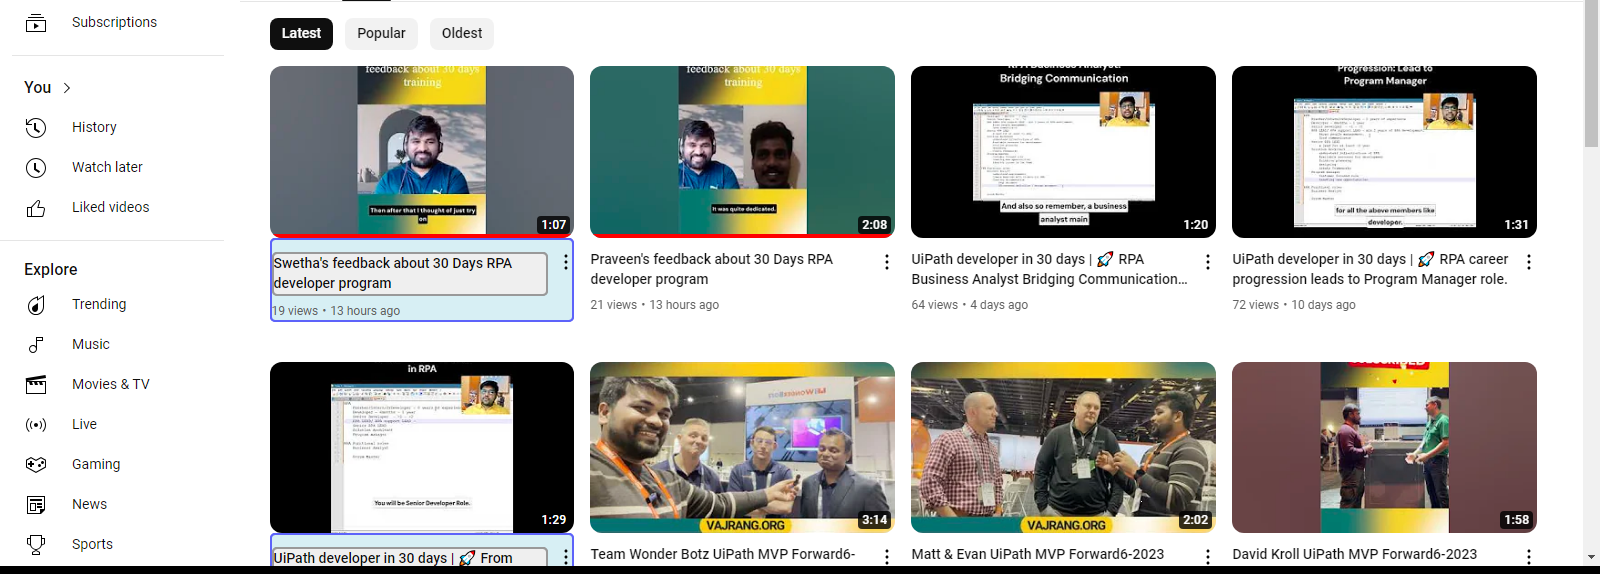 Subscriptions
You
History
Watch later
Liked videos
Explore
Trending
Music
Movies & TV
Live
Gaming
News
Sports
Latest
Popular
Oldest
feedback about 30 days
training
Then after that I thought of just try
on
1:07
Swetha's feedback about 30 Days RPA
developer program
19 views • 13 hours ago
feedback about 30 days
training
It was quite dedicated.
2:08
Praveen's feedback about 30 Days RPA
developer program
21 views • 13 hours ago
RPA Business Analyst:
Bridging Communication
And also so remember, a business
analyst main
1:20
UiPath developer in 30 days | 🚀 RPA
Business Analyst Bridging Communication...
64 views • 4 days ago
Progression: Lead to
Program Manager
for all the above members like
developer.
1:31
UiPath developer in 30 days | 🚀 RPA career
progression leads to Program Manager role.
72 views • 10 days ago
in RPA
You will be Senior Developer Role.
1:29
UiPath developer in 30 days | 🚀 From
WonderBotz
VAJRANG.ORG
3:14
Team Wonder Botz UiPath MVP Forward6-
VAJRANG.ORG
2:02
Matt & Evan UiPath MVP Forward6-2023
SUBSCRIBED
1:58
David Kroll UiPath MVP Forward6-2023